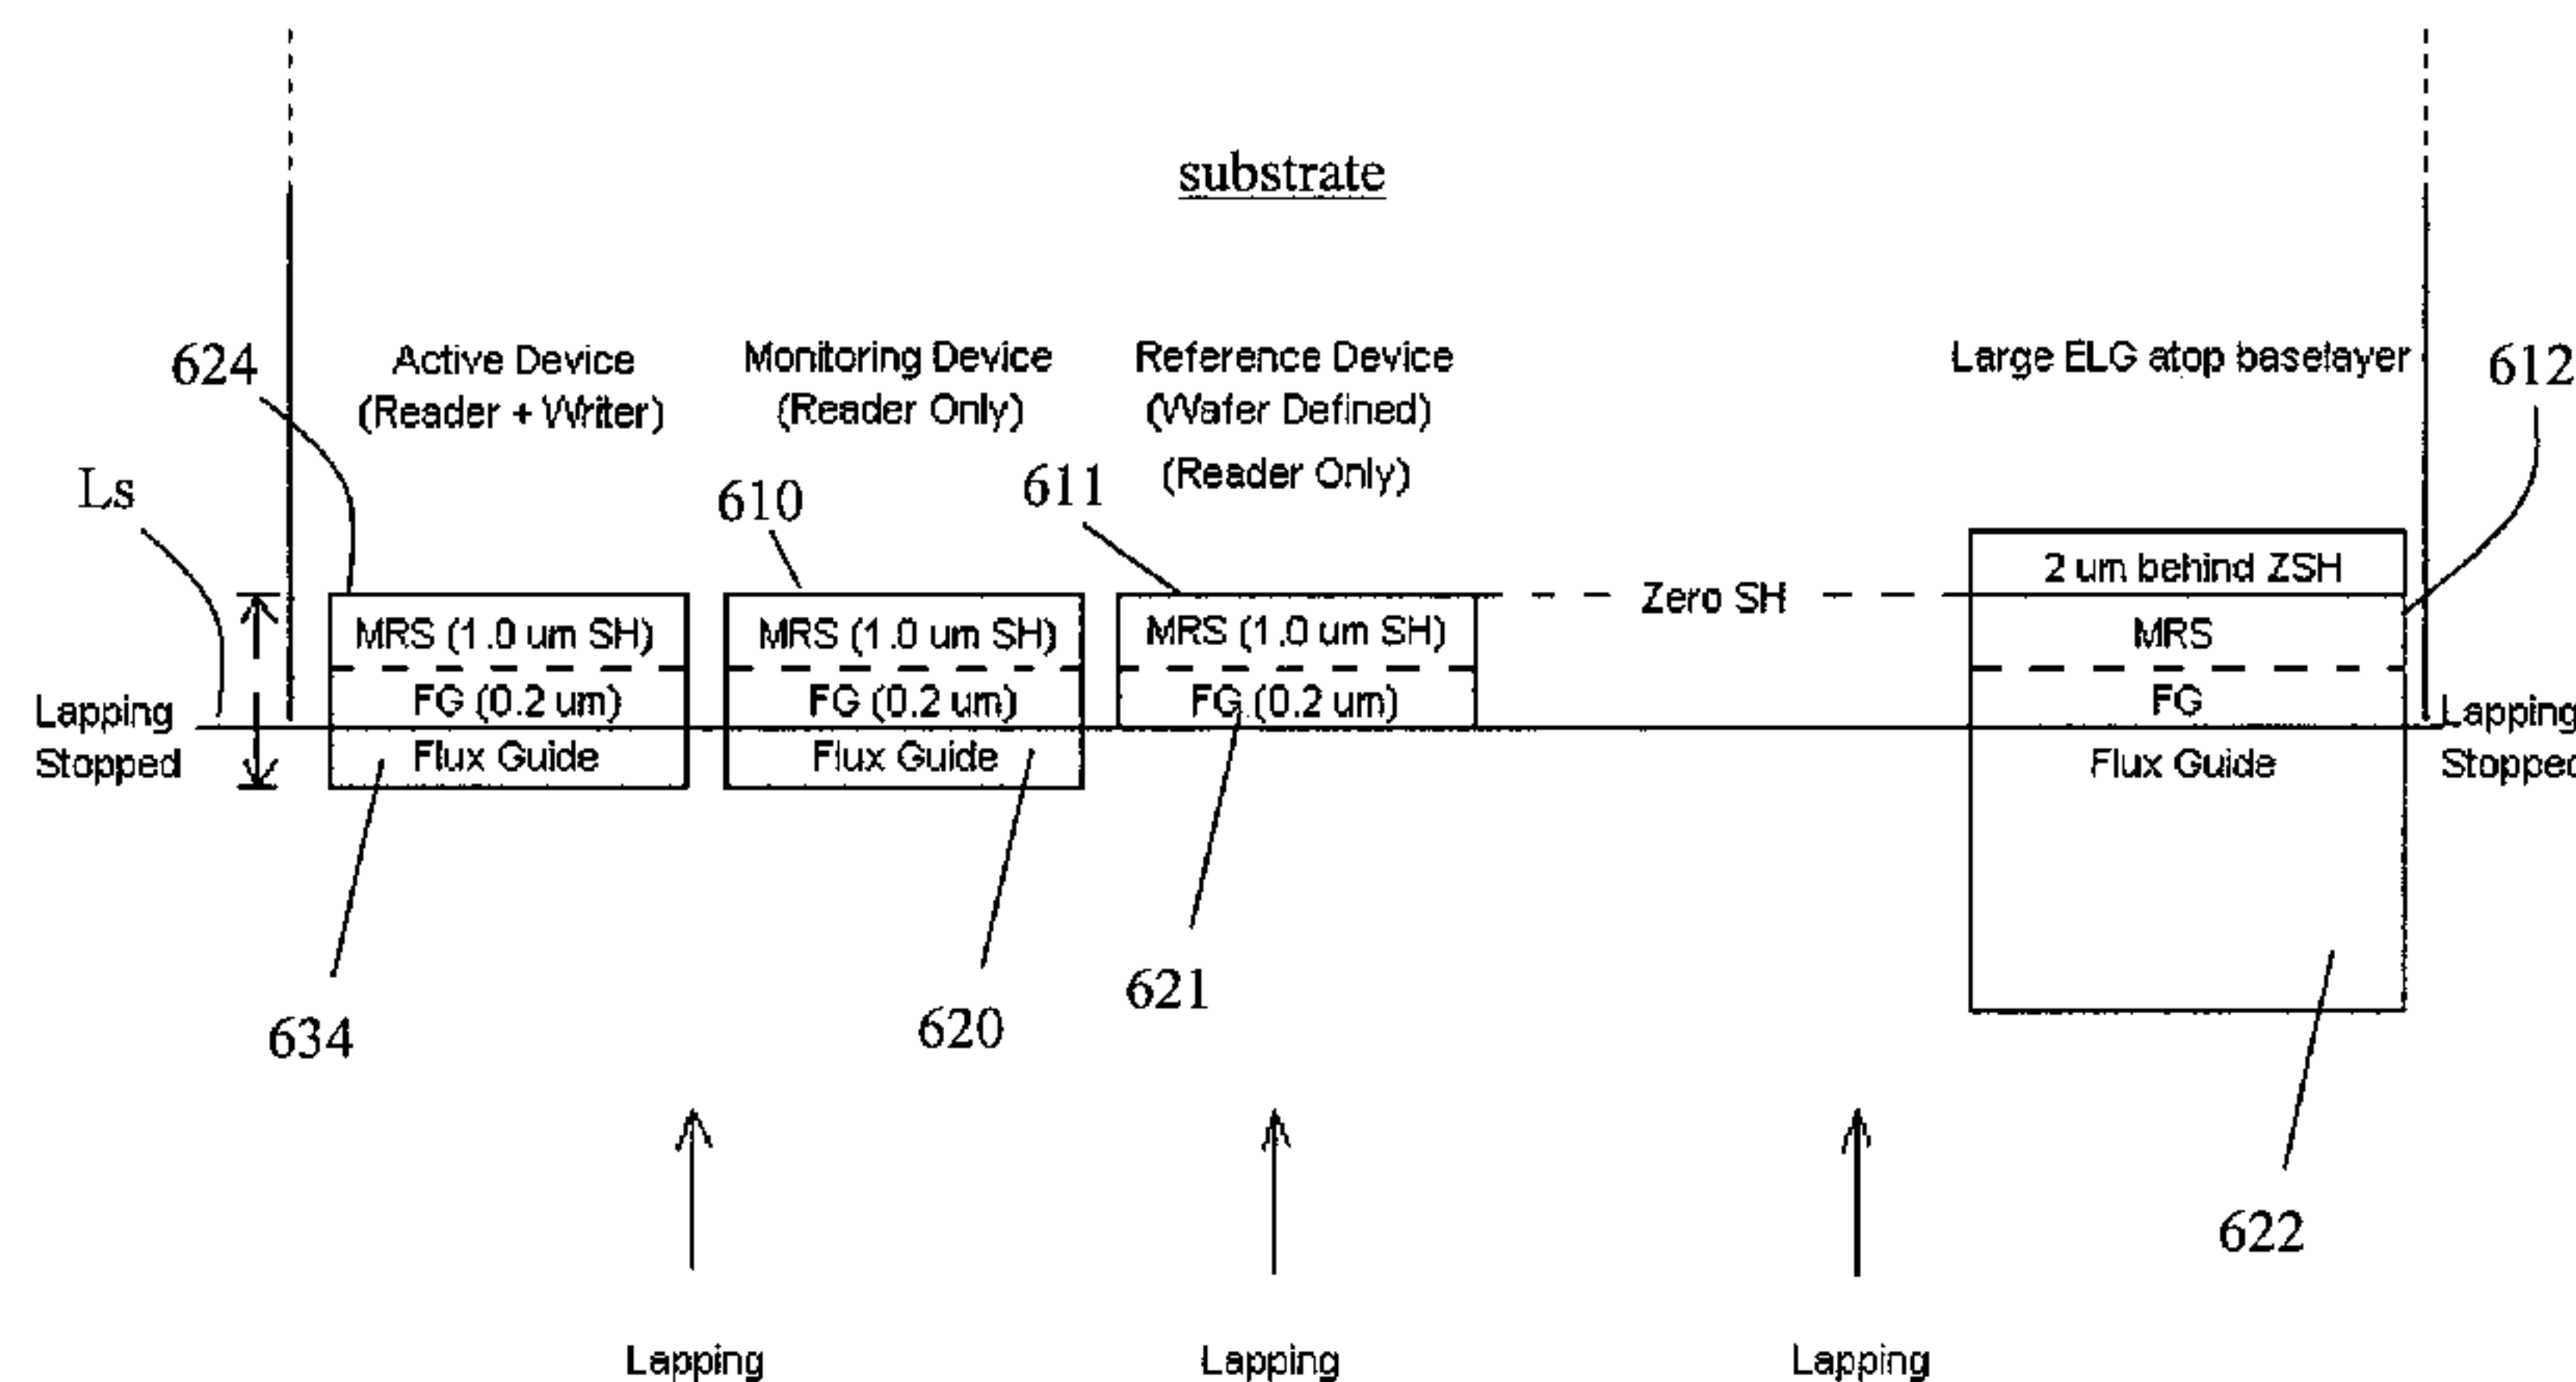 substrate
624
Active Device
(Reader + Writer)
Monitoring Device
(Reader Only)
Reference Device
(Wafer Defined)
(Reader Only)
Large ELG atop baselayer
612
Ls
610
611
2 um behind ZSH
Zero SH
MRS (1.0 um SH)
MRS (1.0 um SH)
MRS (1.0 um SH)
MRS
FG (0.2 um)
FG (0.2 um)
FG (0.2 um)
FG
Lapping
Stopped
Flux Guide
Flux Guide
Flux Guide
Lapping
Stopped
634
620
621
622
Lapping
Lapping
Lapping